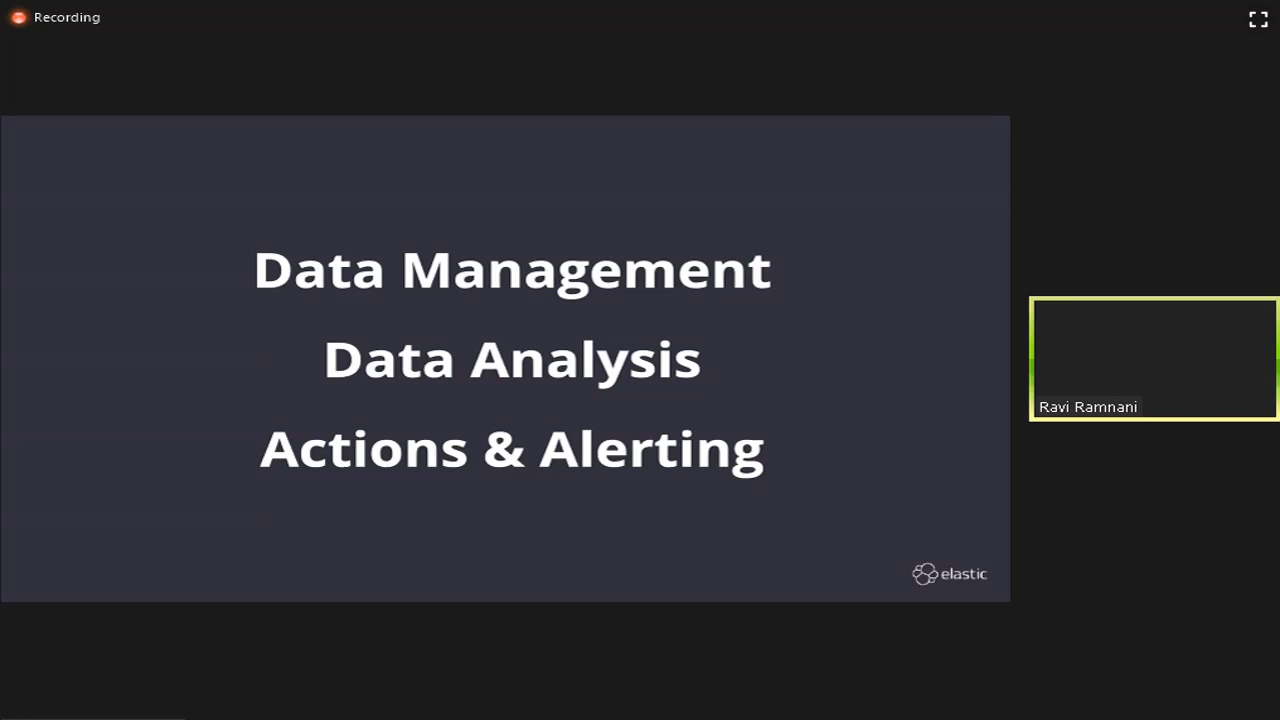 Recording
Data Management
Data Analysis
Actions & Alerting
Ravi Ramnani
elastic